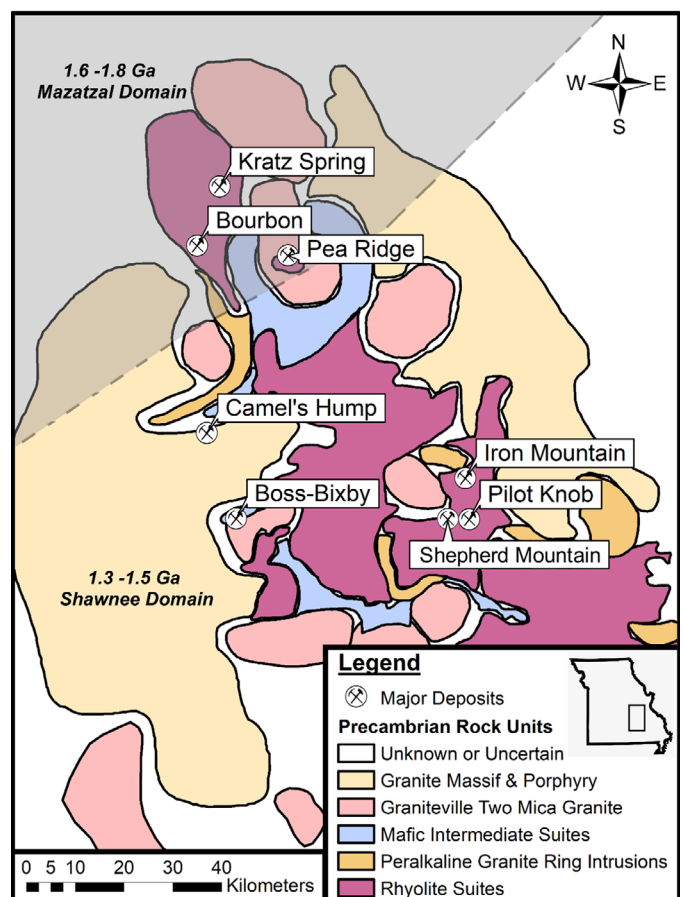 1.6 -1.8 Ga
Mazatzal Domain
N
W
E
S
Kratz Spring
Bourbon
Pea Ridge
Camel's Hump
Iron Mountain
Boss-Bixby
Pilot Knob
Shepherd Mountain
1.3 -1.5 Ga
Shawnee Domain
Legend
Major Deposits
Precambrian Rock Units
Unknown or Uncertain
Granite Massif & Porphyry
Graniteville Two Mica Granite
Mafic Intermediate Suites
Peralkaline Granite Ring Intrusions
Rhyolite Suites
0 5 10 20 30 40
Kilometers